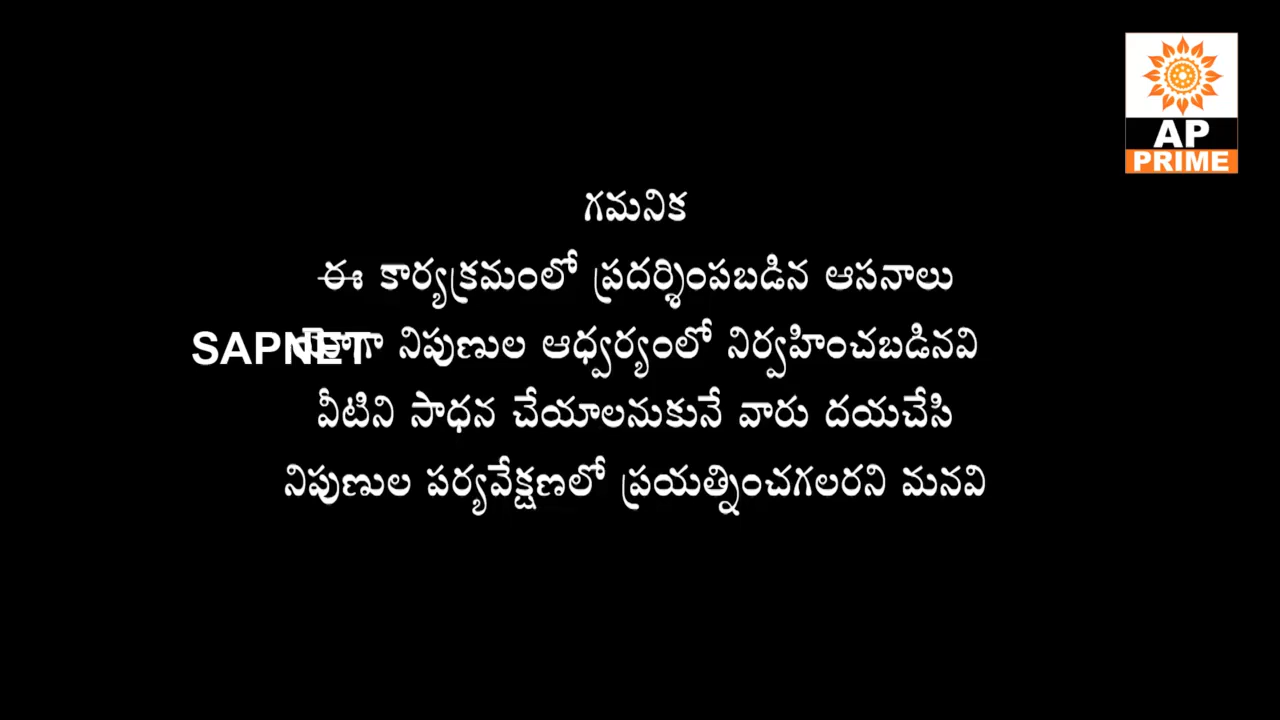 AP
PRIME
గమనిక
ఈ కార్యక్రమంలో ప్రదర్శింపబడిన ఆసనాలు
SAPNET నిపుణుల ఆధ్వర్యంలో నిర్వహించబడినవి
వీటిని సాధన చేయాలనుకునే వారు దయచేసి
నిపుణుల పర్యవేక్షణలో ప్రయత్నించగలరని మనవి